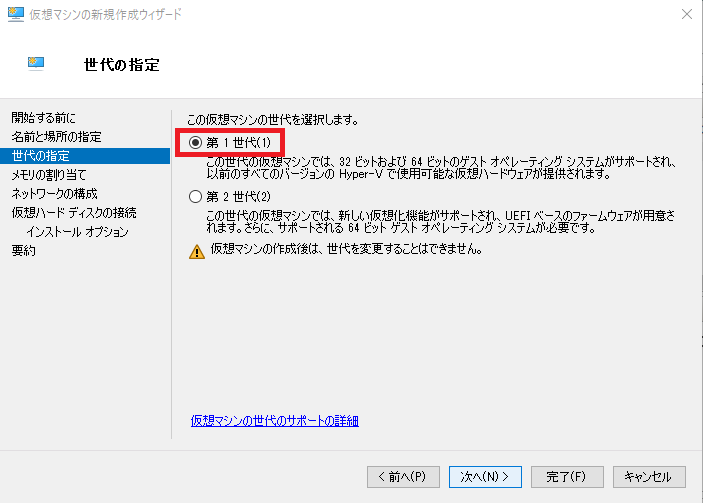 仮想マシンの新規作成ウィザード
世代の指定
開始する前に
名前と場所の指定
世代の指定
メモリの割り当て
ネットワークの構成
仮想ハード ディスクの接続
インストール オプション
要約
この仮想マシンの世代を選択します。
第 1 世代(1)
この世代の仮想マシンでは、32 ビットおよび 64 ビットのゲスト オペレーティング システムがサポートされ、
以前のすべてのバージョンの Hyper-V で使用可能な仮想ハードウェアが提供されます。
第 2 世代(2)
この世代の仮想マシンでは、新しい仮想化機能がサポートされ、UEFI ベースのファームウェアが用意さ
れます。さらに、サポートされる 64 ビット ゲスト オペレーティング システムが必要です。
仮想マシンの作成後は、世代を変更することはできません。
仮想マシンの世代のサポートの詳細
< 前へ(P)
次へ(N) >
完了(F)
キャンセル